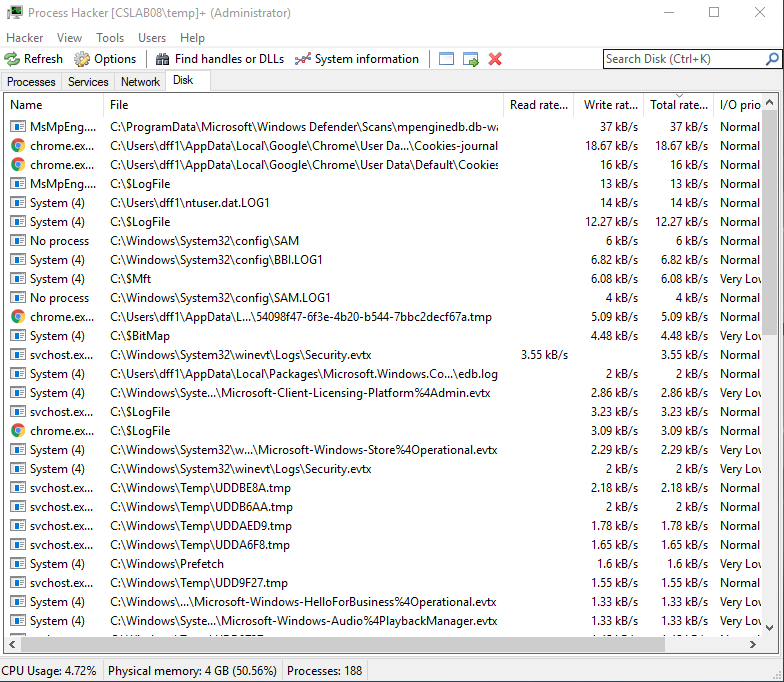 Process Hacker [CSLAB08\temp]+ (Administrator)
Hacker View Tools Users Help
Refresh Options Find handles or DLLs System information Search Disk (Ctrl+K)
Processes Services Network Disk
Name File Read rate... Write rat... Total rate... I/O prio
MsMpEng.... C:\ProgramData\Microsoft\Windows Defender\Scans\mpenginedb.db-wa 37 kB/s 37 kB/s Normal
chrome.ex... C:\Users\dff1\AppData\Local\Google\Chrome\User Da...\Cookies-journal 18.67 kB/s 18.67 kB/s Normal
chrome.ex... C:\Users\dff1\AppData\Local\Google\Chrome\User Data\Default\Cookies 16 kB/s 16 kB/s Normal
MsMpEng.... C:\$LogFile 13 kB/s 13 kB/s Normal
System (4) C:\Users\dff1\ntuser.dat.LOG1 14 kB/s 14 kB/s Normal
System (4) C:\$LogFile 12.27 kB/s 12.27 kB/s Normal
No process C:\Windows\System32\config\SAM 6 kB/s 6 kB/s Normal
System (4) C:\Windows\System32\config\BBI.LOG1 6.82 kB/s 6.82 kB/s Normal
System (4) C:\$Mft 6.08 kB/s 6.08 kB/s Very Low
No process C:\Windows\System32\config\SAM.LOG1 4 kB/s 4 kB/s Normal
chrome.ex... C:\Users\dff1\AppData\L...\54098f47-6f3e-4b20-b544-7bbc2decf67a.tmp 5.09 kB/s 5.09 kB/s Normal
System (4) C:\$BitMap 4.48 kB/s 4.48 kB/s Very Low
svchost.ex... C:\Windows\System32\winevt\Logs\Security.evtx 3.55 kB/s 3.55 kB/s Normal
System (4) C:\Users\dff1\AppData\Local\Packages\Microsoft.Windows.Co...\edb.log 2 kB/s 2 kB/s Normal
System (4) C:\Windows\Syste...\Microsoft-Client-Licensing-Platform%4Admin.evtx 2.86 kB/s 2.86 kB/s Very Low
svchost.ex... C:\$LogFile 3.23 kB/s 3.23 kB/s Normal
chrome.ex... C:\$LogFile 3.09 kB/s 3.09 kB/s Normal
System (4) C:\Windows\System32\w...\Microsoft-Windows-Store%4Operational.evtx 2.29 kB/s 2.29 kB/s Very Low
System (4) C:\Windows\System32\winevt\Logs\Security.evtx 2 kB/s 2 kB/s Very Low
svchost.ex... C:\Windows\Temp\UDDBE8A.tmp 2.18 kB/s 2.18 kB/s Normal
svchost.ex... C:\Windows\Temp\UDDB6AA.tmp 2 kB/s 2 kB/s Normal
svchost.ex... C:\Windows\Temp\UDDAED9.tmp 1.78 kB/s 1.78 kB/s Normal
svchost.ex... C:\Windows\Temp\UDDA6F8.tmp 1.65 kB/s 1.65 kB/s Normal
System (4) C:\Windows\Prefetch 1.6 kB/s 1.6 kB/s Very Low
svchost.ex... C:\Windows\Temp\UDD9F27.tmp 1.55 kB/s 1.55 kB/s Normal
System (4) C:\Windows\...\Microsoft-Windows-HelloForBusiness%4Operational.evtx 1.33 kB/s 1.33 kB/s Very Low
System (4) C:\Windows\Syste...\Microsoft-Windows-Audio%4PlaybackManager.evtx 1.33 kB/s 1.33 kB/s Very Low
CPU Usage: 4.72% Physical memory: 4 GB (50.56%) Processes: 188